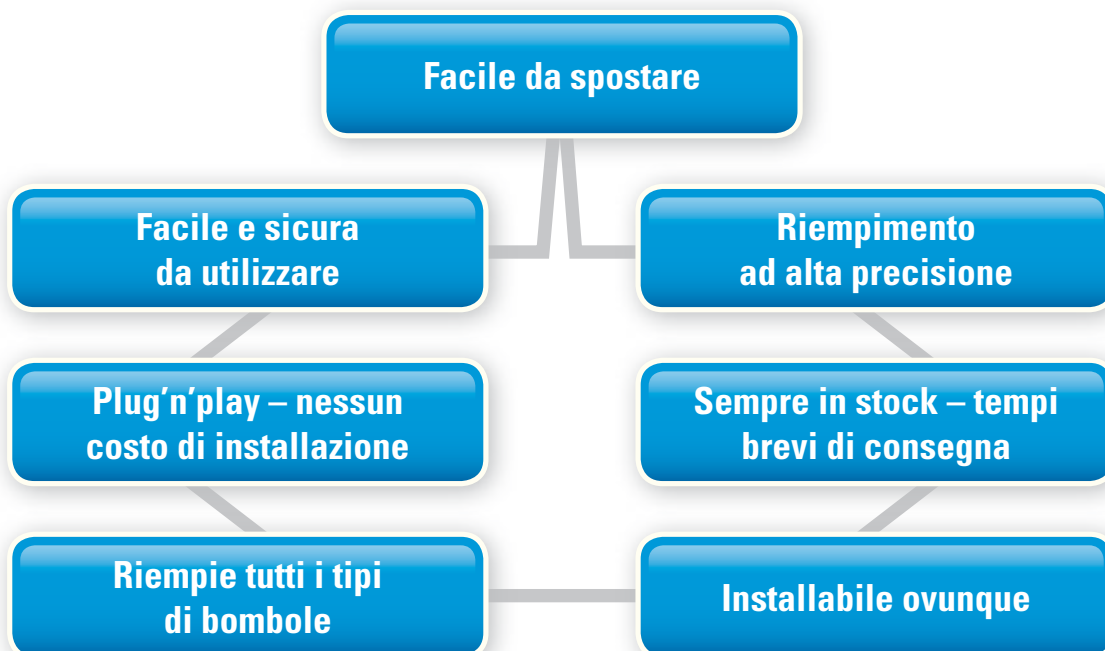 Facile da spostare
Facile e sicura
da utilizzare
Riempimento
ad alta precisione
Plug’n’play – nessun
costo di installazione
Sempre in stock – tempi
brevi di consegna
Riempie tutti i tipi
di bombole
Installabile ovunque